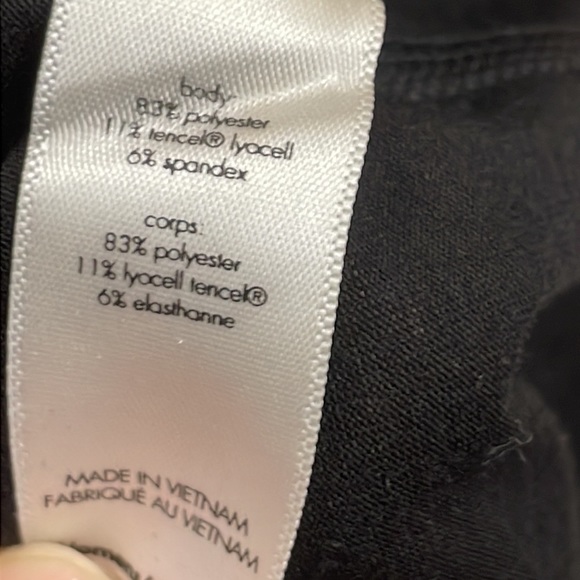 body:
83% polyester
11% tencel® lyocell
6% spandex
corps:
83% polyester
11% lyocell tencel®
6% elasthanne
MADE IN VIETNAM
FABRIQUÉ AU VIETNAM